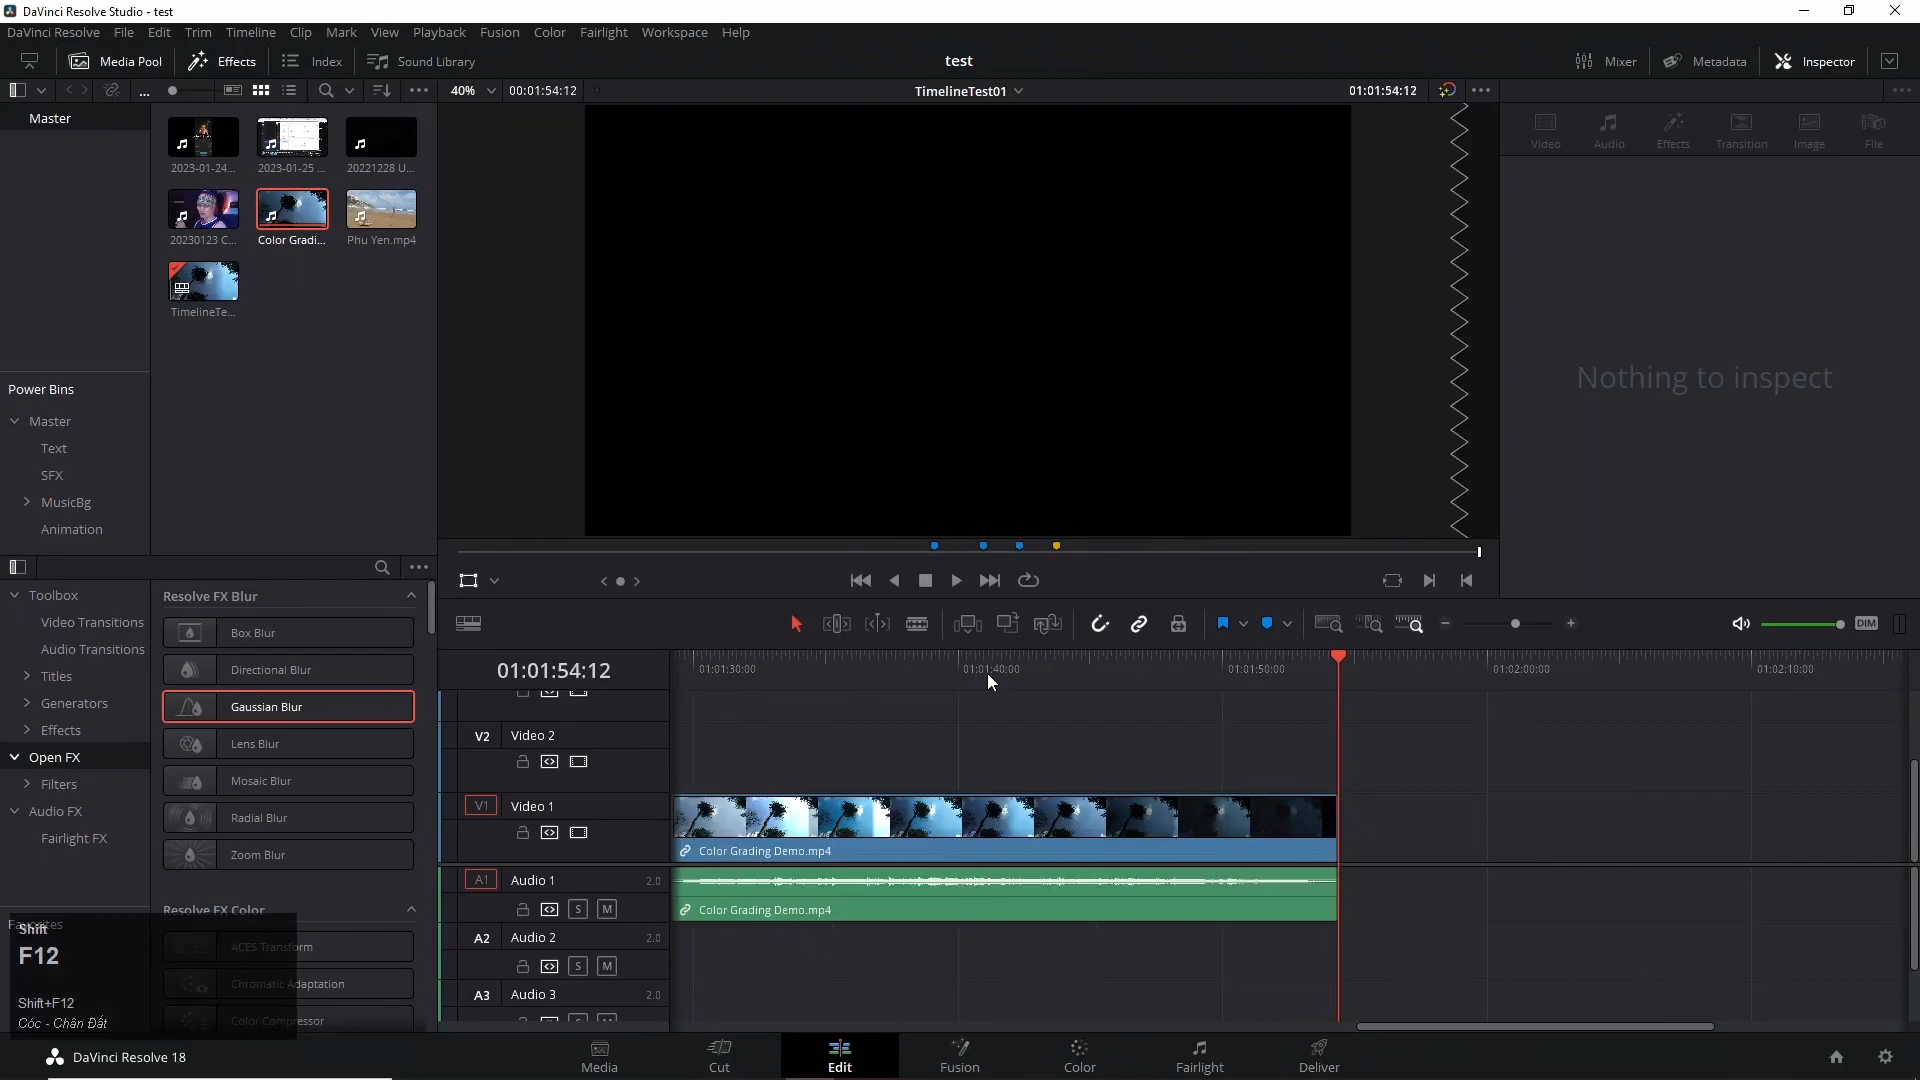 DaVinci Resolve Studio - test
DaVinci Resolve File Edit Trim Timeline Clip Mark View Playback Fusion Color Fairlight Workspace Help
Media Pool Effects Index Sound Library test Mixer Metadata Inspector
... 40% 00:01:54:12 TimelineTest01 01:01:54:12
Master
Video Audio Effects Transition Image File
2023-01-24... 2023-01-25 ... 20221228 U...
20230123 C... Color Gradi... Phu Yen.mp4
TimelineTe...
Nothing to inspect
Power Bins
Master
Text
SFX
MusicBg
Animation
Toolbox
Video Transitions
Audio Transitions
Titles
Generators
Effects
Open FX
Filters
Audio FX
Fairlight FX
Favorites
Resolve FX Blur
Box Blur
Directional Blur
Gaussian Blur
Lens Blur
Mosaic Blur
Radial Blur
Zoom Blur
Resolve FX Color
ACES Transform
Chromatic Adaptation
Color Compressor
Shift
F12
Shift+F12
Cóc - Chân Đất
DIM
01:01:54:12 01:01:30:00 01:01:40:00 01:01:50:00 01:02:00:00 01:02:10:00
V2 Video 2
V1 Video 1
Color Grading Demo.mp4
A1 Audio 1 2.0
S M
Color Grading Demo.mp4
A2 Audio 2 2.0
S M
A3 Audio 3 2.0
DaVinci Resolve 18
Media Cut Edit Fusion Color Fairlight Deliver